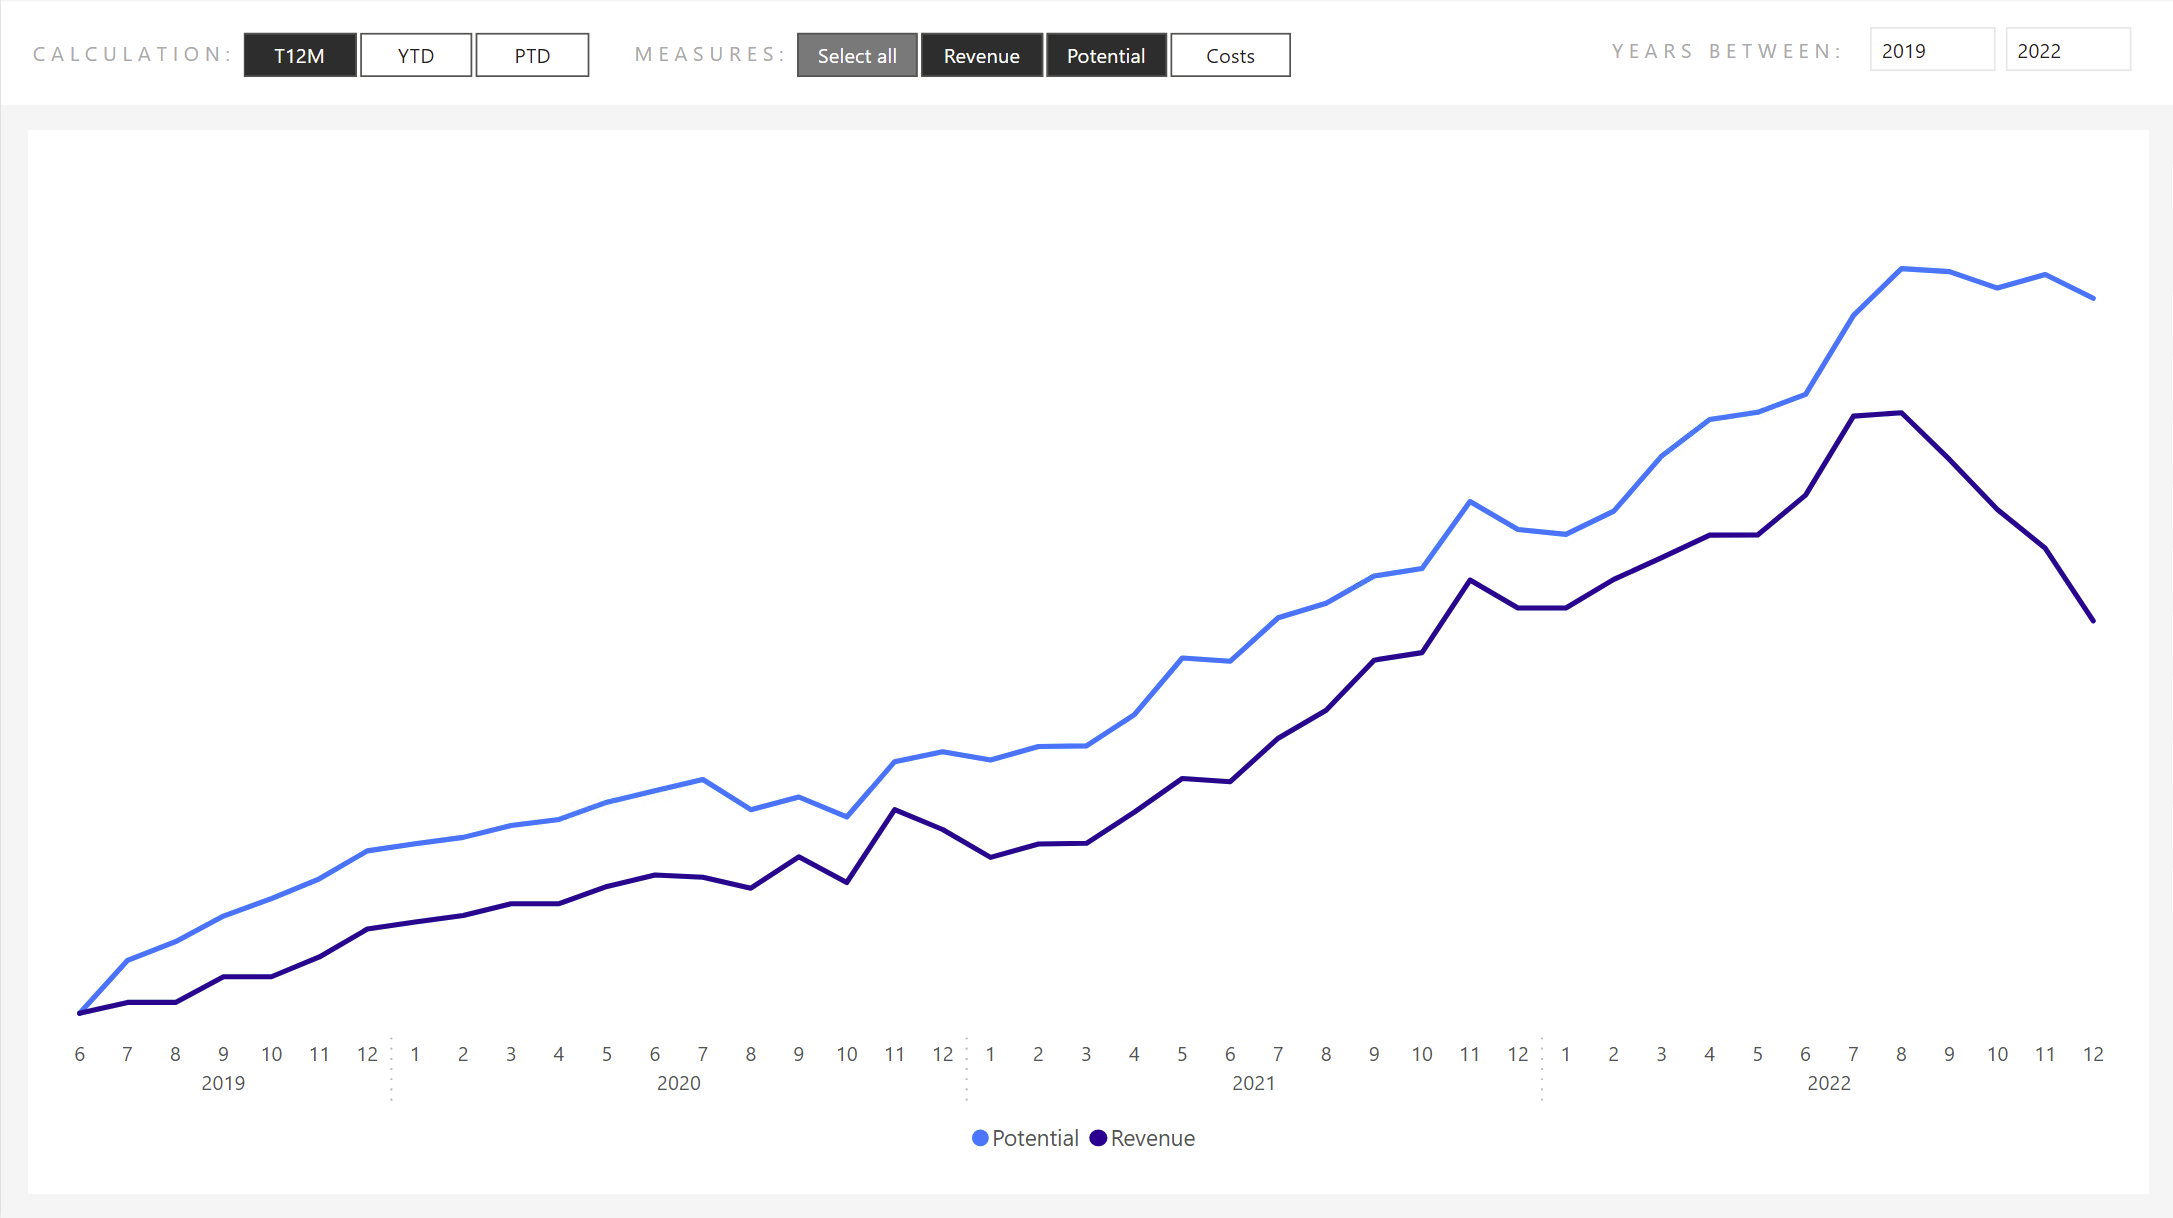 CALCULATION: T12M YTD PTD MEASURES: Select all Revenue Potential Costs YEARS BETWEEN: 2019 2022
6 7 8 9 10 11 12 1 2 3 4 5 6 7 8 9 10 11 12 1 2 3 4 5 6 7 8 9 10 11 12 1 2 3 4 5 6 7 8 9 10 11 12
2019 2020 2021 2022
Potential Revenue